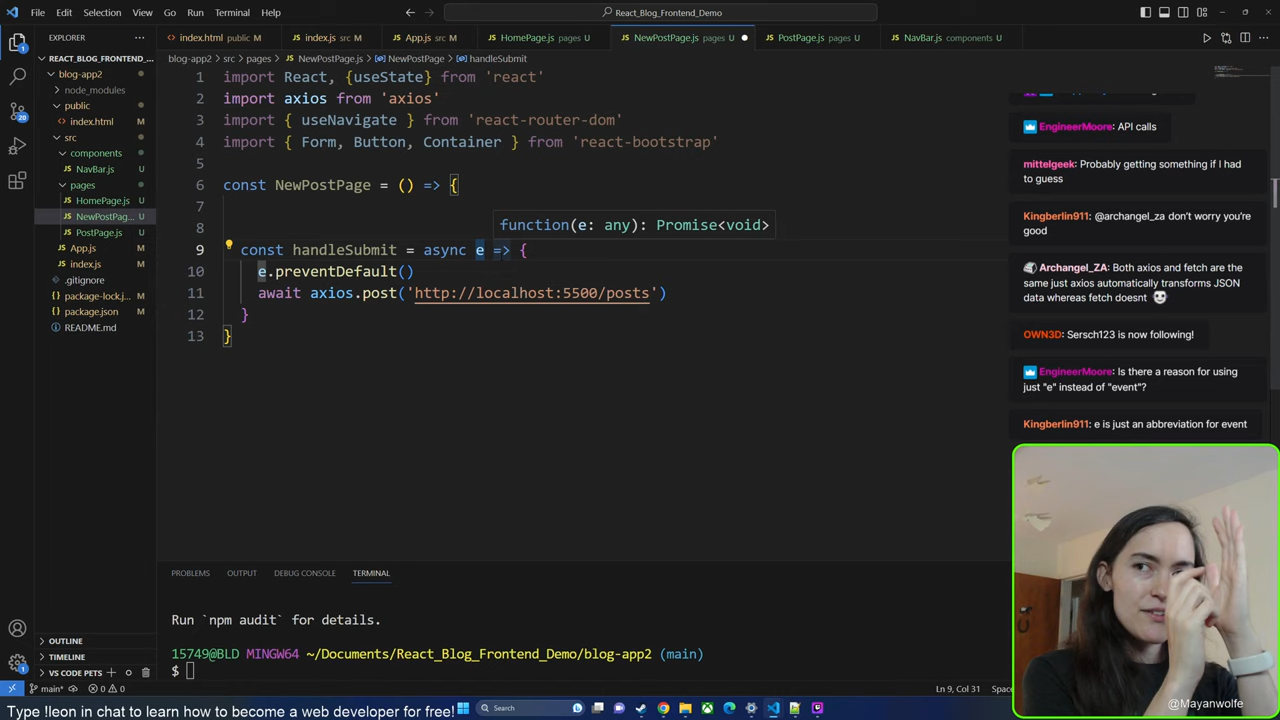 File Edit Selection View Go Run Terminal Help
React_Blog_Frontend_Demo
EXPLORER
index.html public M
index.js src M
App.js src M
HomePage.js pages U
NewPostPage.js pages U
PostPage.js pages U
NavBar.js components U
REACT_BLOG_FRONTEND_...
blog-app2 > src > pages > NewPostPage.js > NewPostPage > handleSubmit
blog-app2
node_modules
public
index.html U
src
components
NavBar.js U
pages
HomePage.js U
NewPostPag... U
PostPage.js U
App.js U
index.js U
.gitignore
package-lock.j... U
package.json U
README.md U
1 import React, {useState} from 'react'
2 import axios from 'axios'
3 import { useNavigate } from 'react-router-dom'
4 import { Form, Button, Container } from 'react-bootstrap'
5
6 const NewPostPage = () => {
7
8
function(e: any): Promise<void>
9 const handleSubmit = async e => {
10 e.preventDefault()
11 await axios.post('http://localhost:5500/posts')
12 }
13 }
EngineerMoore: API calls
mittelgeek: Probably getting something if I had
to guess
Kingberlin911: @archangel_za don't worry you're
good
Archangel_ZA: Both axios and fetch are the
same just axios automatically transforms JSON
data whereas fetch doesnt
OWN3D: Sersch123 is now following!
EngineerMoore: Is there a reason for using
just "e" instead of "event"?
Kingberlin911: e is just an abbreviation for event
PROBLEMS OUTPUT DEBUG CONSOLE TERMINAL
Run `npm audit` for details.
15749@BLD MINGW64 ~/Documents/React_Blog_Frontend_Demo/blog-app2 (main)
$
OUTLINE
TIMELINE
VS CODE PETS
20
1
1
main* 0 0
Ln 9, Col 31
Type !leon in chat to learn how to become a web developer for free!
Search
@Mayanwolfe